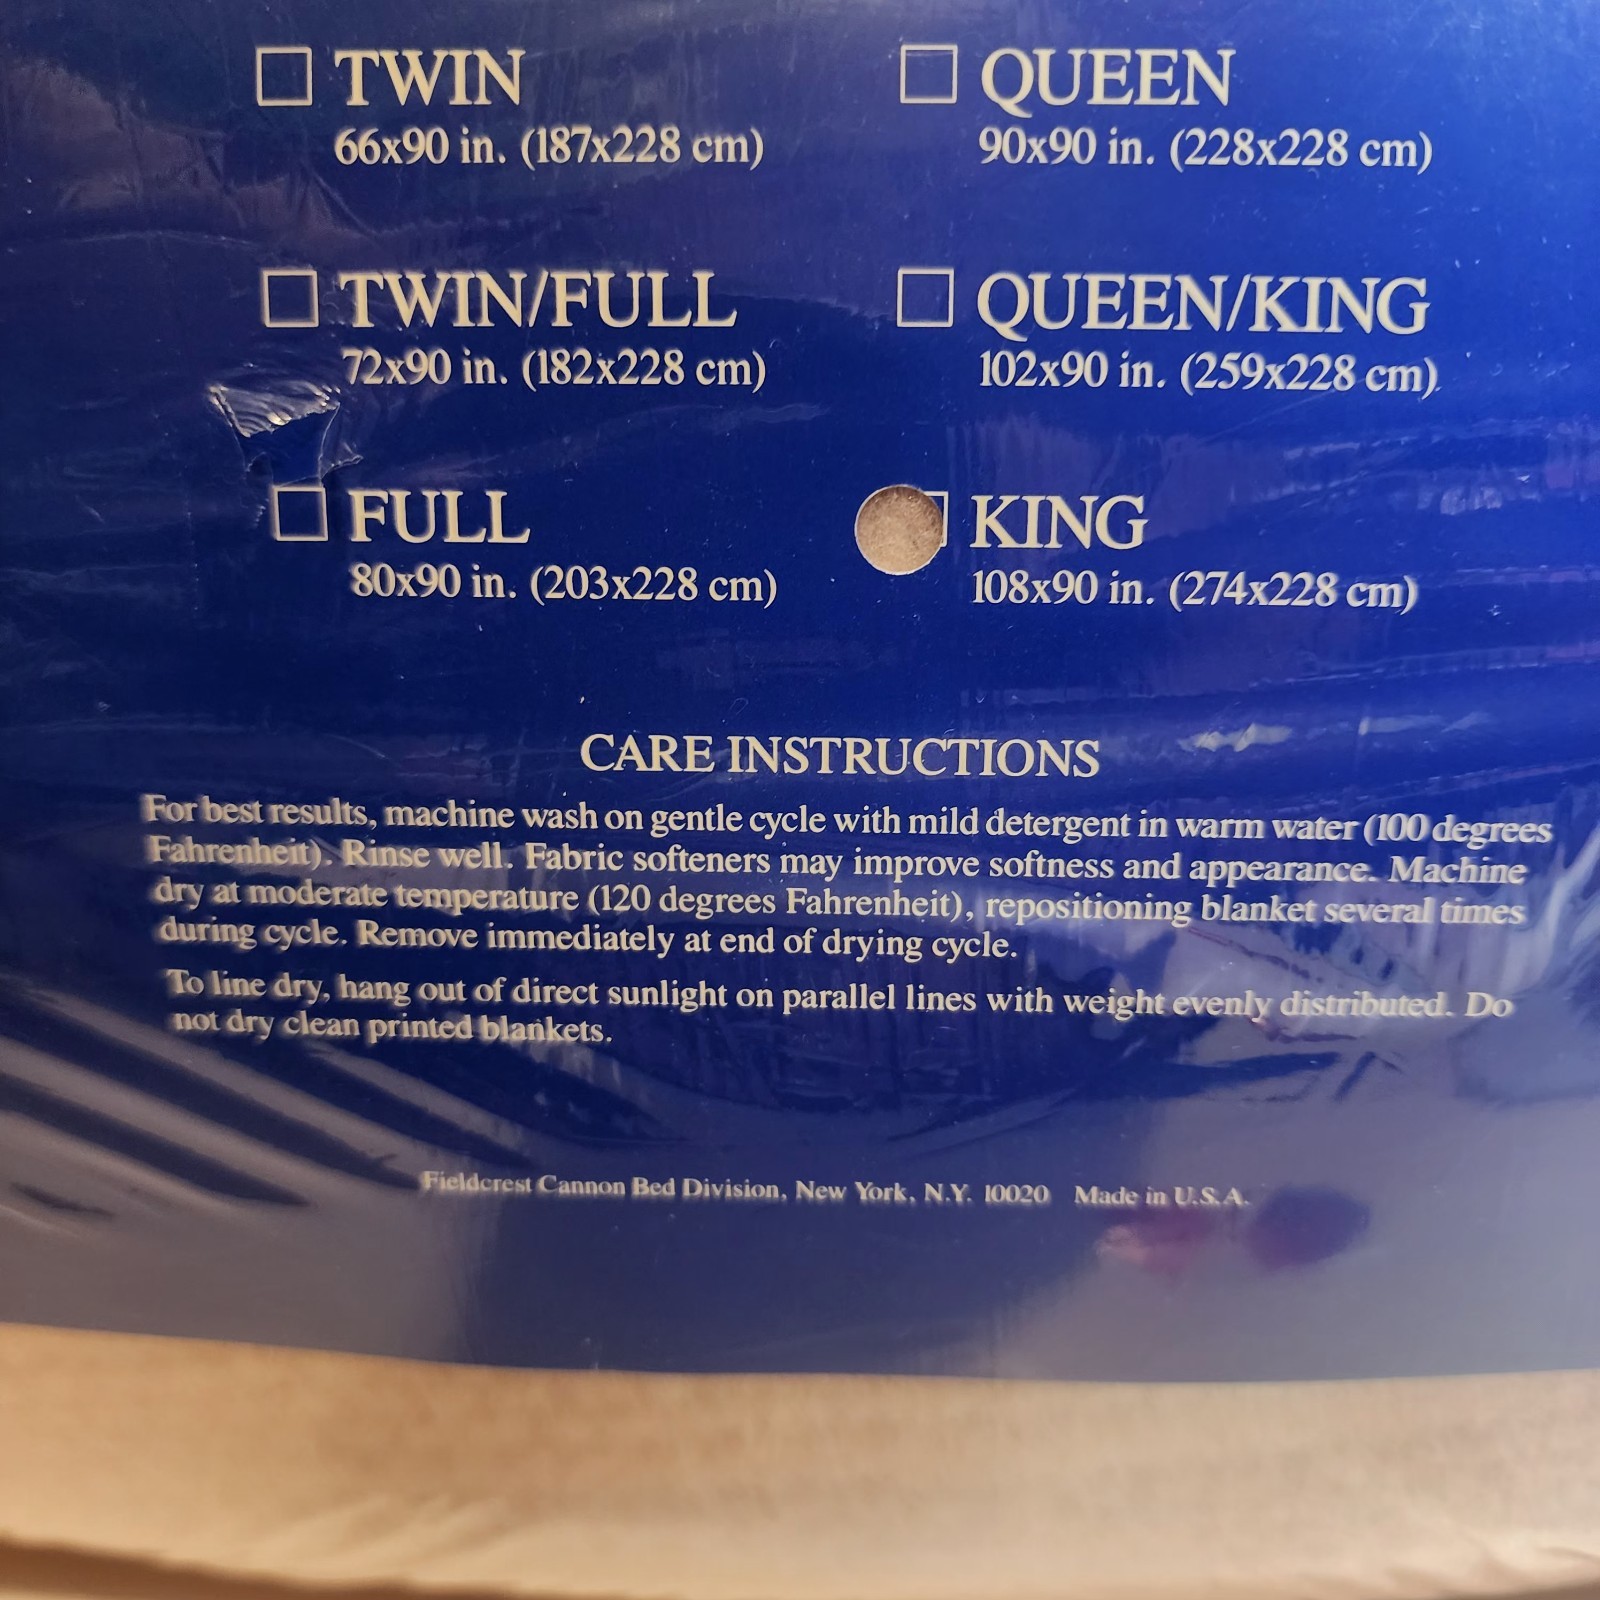 TWIN
66x90 in. (187x228 cm)
QUEEN
90x90 in. (228x228 cm)
TWIN/FULL
72x90 in. (182x228 cm)
QUEEN/KING
102x90 in. (259x228 cm)
FULL
80x90 in. (203x228 cm)
KING
108x90 in. (274x228 cm)
CARE INSTRUCTIONS
For best results, machine wash on gentle cycle with mild detergent in warm water (100 degrees
Fahrenheit). Rinse well. Fabric softeners may improve softness and appearance. Machine
dry at moderate temperature (120 degrees Fahrenheit), repositioning blanket several times
during cycle. Remove immediately at end of drying cycle.
To line dry, hang out of direct sunlight on parallel lines with weight evenly distributed. Do
not dry clean printed blankets.
Fieldcrest Cannon Bed Division, New York, N.Y. 10020 Made in U.S.A.